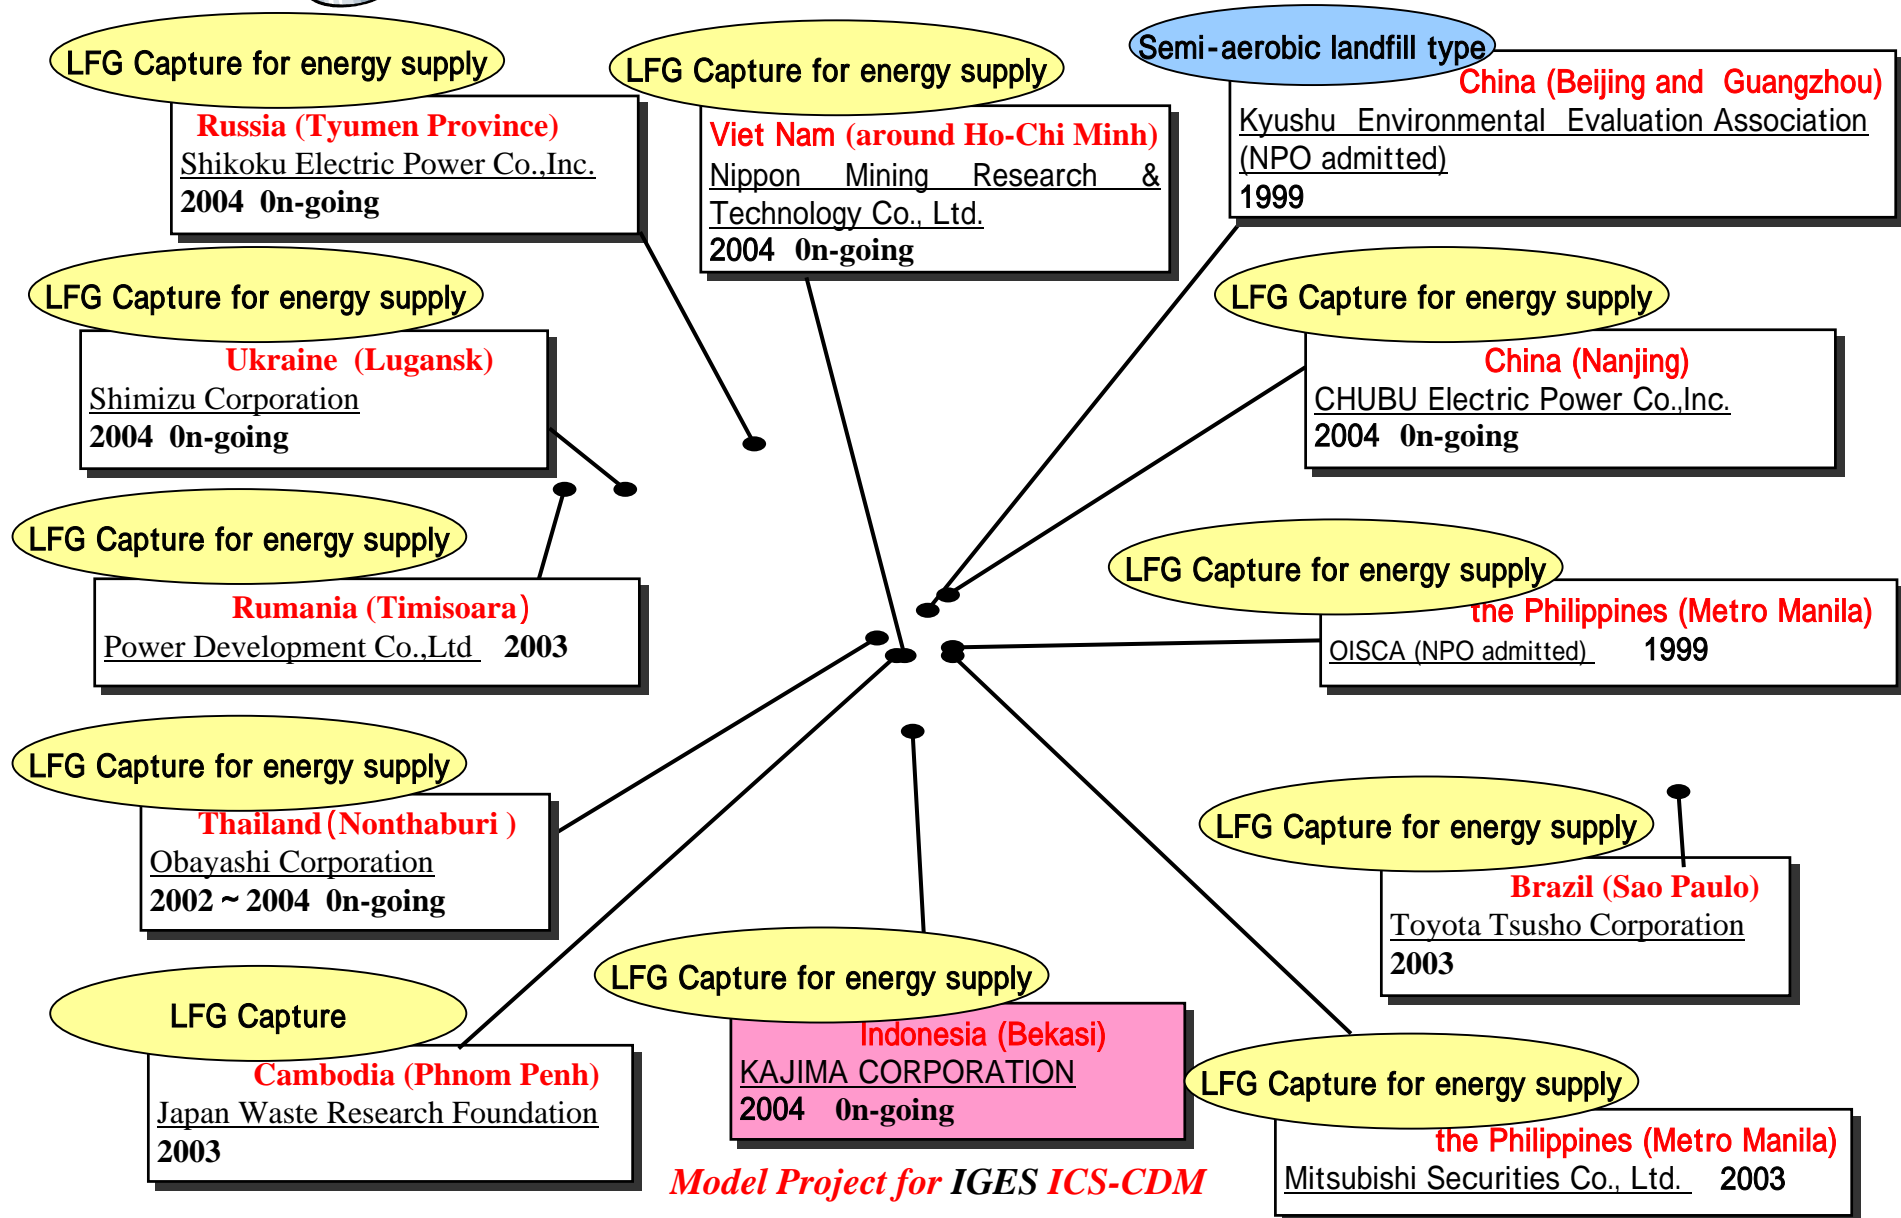 LFG Capture for energy supply
Russia (Tyumen Province)
Shikoku Electric Power Co.,Inc.
2004 0n-going
LFG Capture for energy supply
Viet Nam (around Ho-Chi Minh)
Nippon Mining Research &
Technology Co., Ltd.
2004 0n-going
Semi-aerobic landfill type
China (Beijing and Guangzhou)
Kyushu Environmental Evaluation Association
(NPO admitted)
1999
LFG Capture for energy supply
Ukraine (Lugansk)
Shimizu Corporation
2004 0n-going
LFG Capture for energy supply
China (Nanjing)
CHUBU Electric Power Co.,Inc.
2004 0n-going
LFG Capture for energy supply
Rumania (Timisoara)
Power Development Co.,Ltd 2003
LFG Capture for energy supply
the Philippines (Metro Manila)
OISCA (NPO admitted) 1999
LFG Capture for energy supply
Thailand (Nonthaburi )
Obayashi Corporation
2002 ~ 2004 0n-going
LFG Capture for energy supply
Brazil (Sao Paulo)
Toyota Tsusho Corporation
2003
LFG Capture
Cambodia (Phnom Penh)
Japan Waste Research Foundation
2003
LFG Capture for energy supply
Indonesia (Bekasi)
KAJIMA CORPORATION
2004 0n-going
LFG Capture for energy supply
the Philippines (Metro Manila)
Mitsubishi Securities Co., Ltd. 2003
Model Project for IGES ICS-CDM